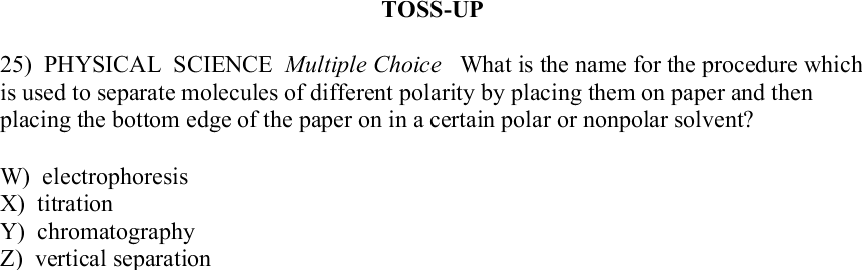 TOSS-UP
25) PHYSICAL SCIENCE Multiple Choice What is the name for the procedure which
is used to separate molecules of different polarity by placing them on paper and then
placing the bottom edge of the paper on in a certain polar or nonpolar solvent?
W) electrophoresis
X) titration
Y) chromatography
Z) vertical separation